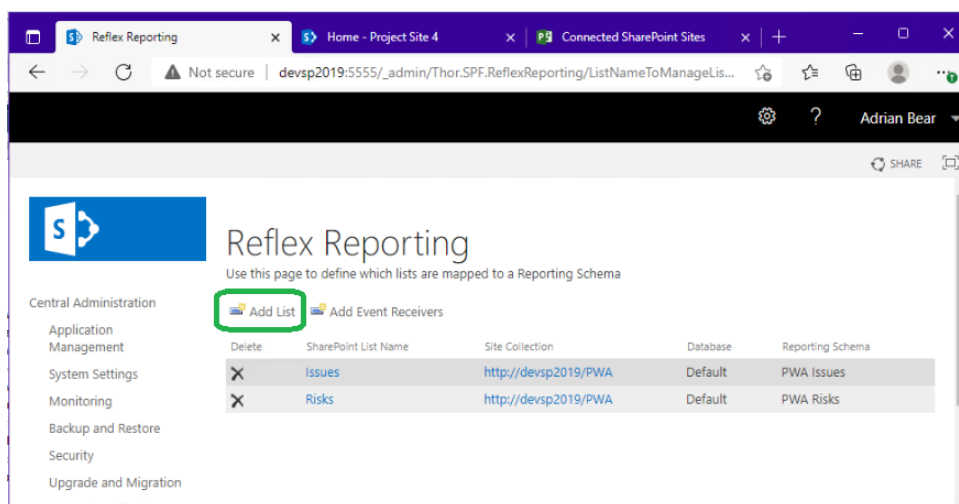 Reflex Reporting
Home - Project Site 4
Connected SharePoint Sites
Not secure | devsp2019:5555/_admin/Thor.SPF.ReflexReporting/ListNameToManageLis...
? Adrian Bear
SHARE
S
Reflex Reporting
Use this page to define which lists are mapped to a Reporting Schema
Add List Add Event Receivers
Central Administration
Application
Management
System Settings
Monitoring
Backup and Restore
Security
Upgrade and Migration
Delete SharePoint List Name Site Collection Database Reporting Schema
Issues http://devsp2019/PWA Default PWA Issues
Risks http://devsp2019/PWA Default PWA Risks